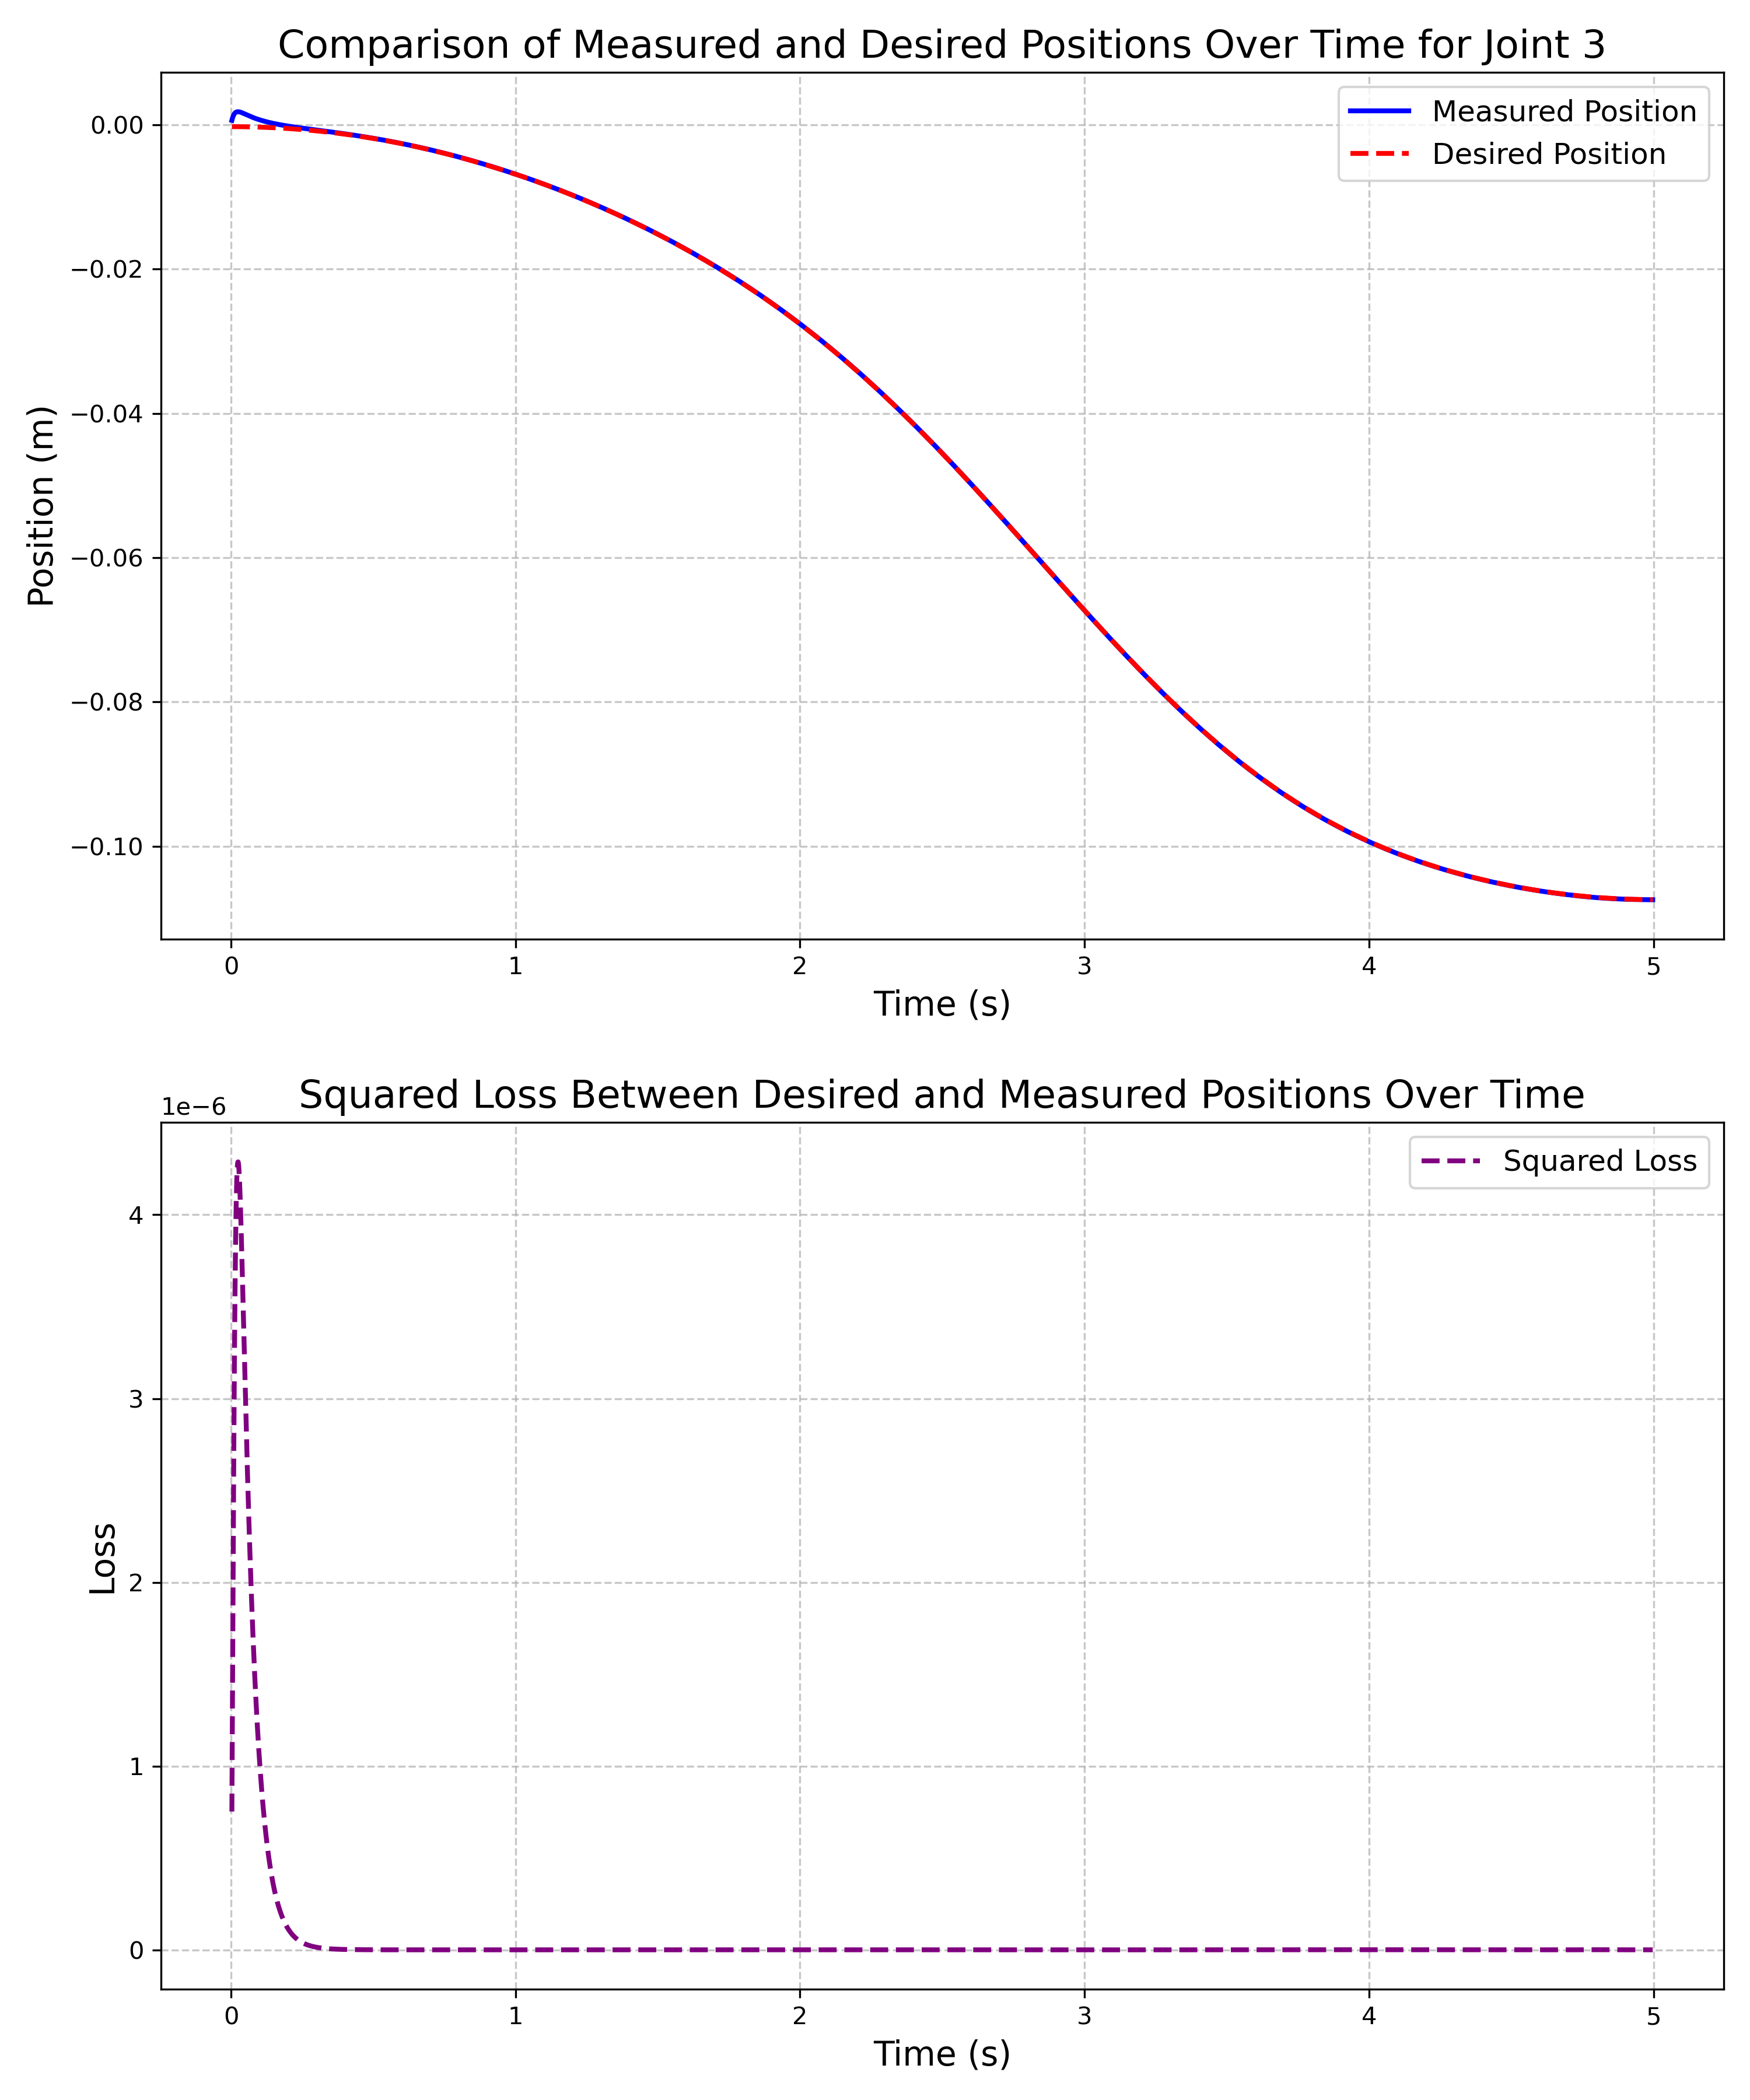 Comparison of Measured and Desired Positions Over Time for Joint 3
Measured Position
Desired Position
0.00
−0.02
−0.04
−0.06
−0.08
−0.10
Position (m)
0 1 2 3 4 5
Time (s)
Squared Loss Between Desired and Measured Positions Over Time
1e−6
Squared Loss
4
3
2
1
0
Loss
0 1 2 3 4 5
Time (s)